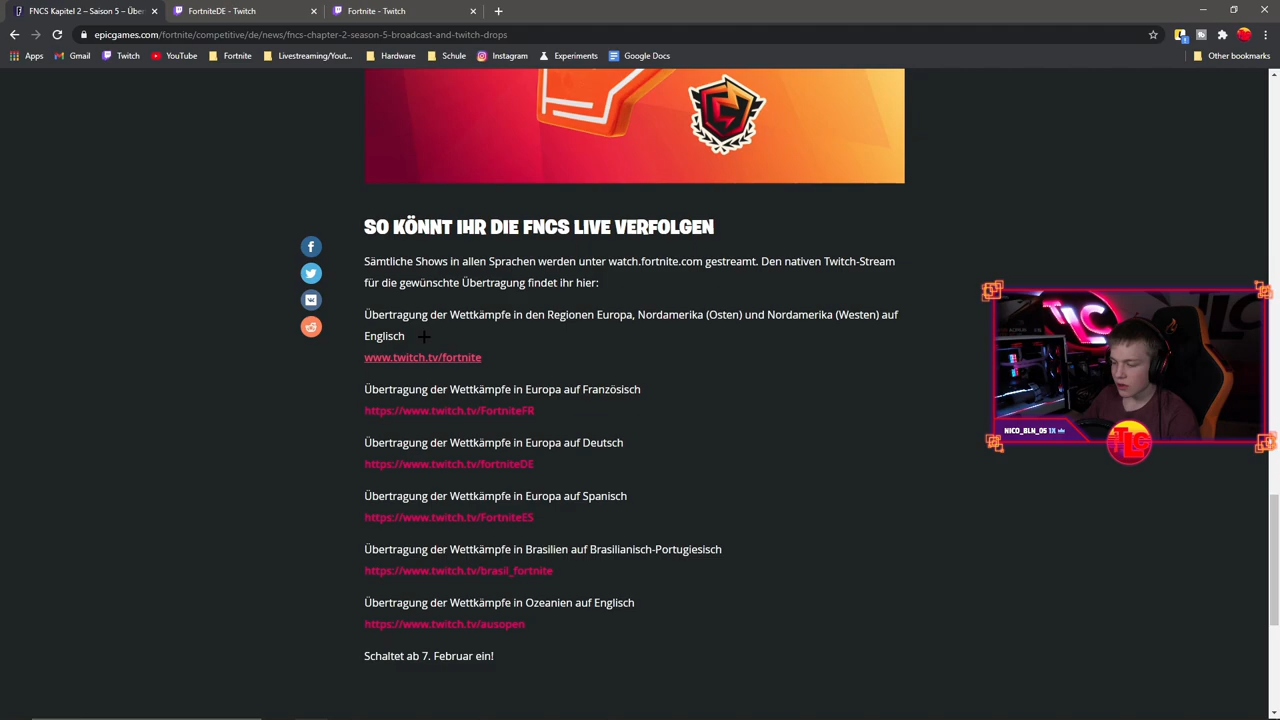 FNCS Kapitel 2 – Saison 5 – Über
FortniteDE - Twitch
Fortnite - Twitch
epicgames.com/fortnite/competitive/de/news/fncs-chapter-2-season-5-broadcast-and-twitch-drops
Apps
Gmail
Twitch
YouTube
Fortnite
Livestreaming/Yout...
Hardware
Schule
Instagram
Experiments
Google Docs
Other bookmarks
SO KÖNNT IHR DIE FNCS LIVE VERFOLGEN
Sämtliche Shows in allen Sprachen werden unter watch.fortnite.com gestreamt. Den nativen Twitch-Stream
für die gewünschte Übertragung findet ihr hier:
Übertragung der Wettkämpfe in den Regionen Europa, Nordamerika (Osten) und Nordamerika (Westen) auf
Englisch
www.twitch.tv/fortnite
Übertragung der Wettkämpfe in Europa auf Französisch
https://www.twitch.tv/FortniteFR
Übertragung der Wettkämpfe in Europa auf Deutsch
https://www.twitch.tv/fortniteDE
Übertragung der Wettkämpfe in Europa auf Spanisch
https://www.twitch.tv/FortniteES
Übertragung der Wettkämpfe in Brasilien auf Brasilianisch-Portugiesisch
https://www.twitch.tv/brasil_fortnite
Übertragung der Wettkämpfe in Ozeanien auf Englisch
https://www.twitch.tv/ausopen
Schaltet ab 7. Februar ein!
TLC
NICO_BLN_05 1X
TLC